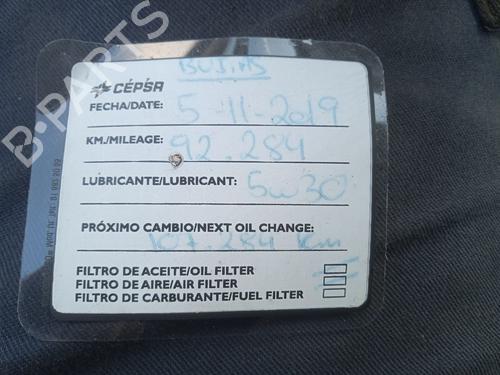 BUJIAS
CÉPSA
FECHA/DATE: 5-11-2019
KM./MILEAGE: 92.284
LUBRICANTE/LUBRICANT: 5w30
PRÓXIMO CAMBIO/NEXT OIL CHANGE:
107.284 Km
FILTRO DE ACEITE/OIL FILTER
FILTRO DE AIRE/AIR FILTER
FILTRO DE CARBURANTE/FUEL FILTER
B-PARTS